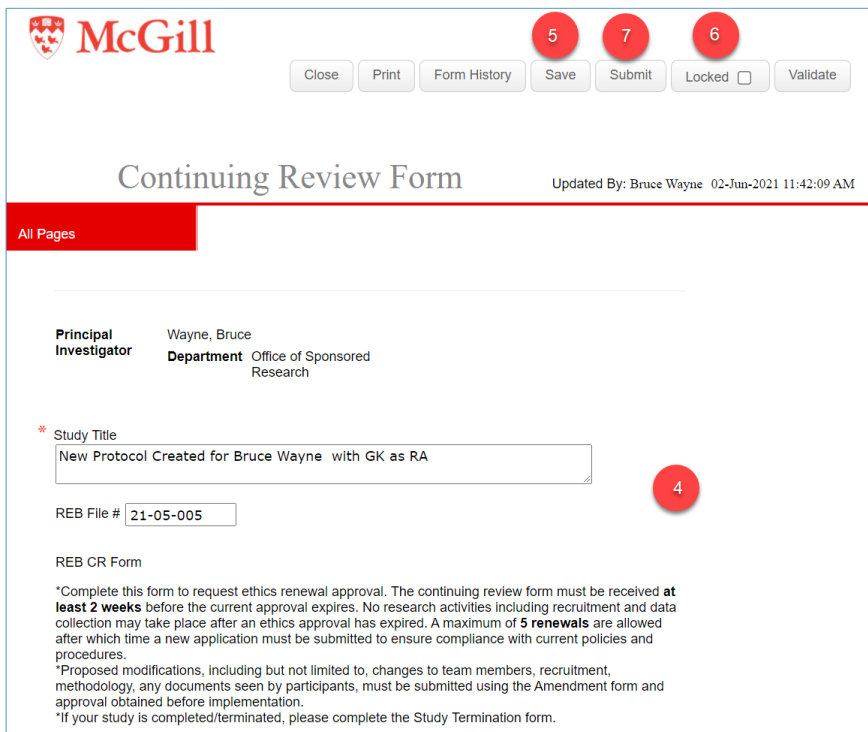 McGill
5
7
6
Close
Print
Form History
Save
Submit
Locked
Validate
Continuing Review Form
Updated By: Bruce Wayne 02-Jun-2021 11:42:09 AM
All Pages
Principal
Investigator
Wayne, Bruce
Department Office of Sponsored
Research
* Study Title
New Protocol Created for Bruce Wayne  with GK as RA
4
REB File # 21-05-005
REB CR Form
*Complete this form to request ethics renewal approval. The continuing review form must be received at
least 2 weeks before the current approval expires. No research activities including recruitment and data
collection may take place after an ethics approval has expired. A maximum of 5 renewals are allowed
after which time a new application must be submitted to ensure compliance with current policies and
procedures.
*Proposed modifications, including but not limited to, changes to team members, recruitment,
methodology, any documents seen by participants, must be submitted using the Amendment form and
approval obtained before implementation.
*If your study is completed/terminated, please complete the Study Termination form.